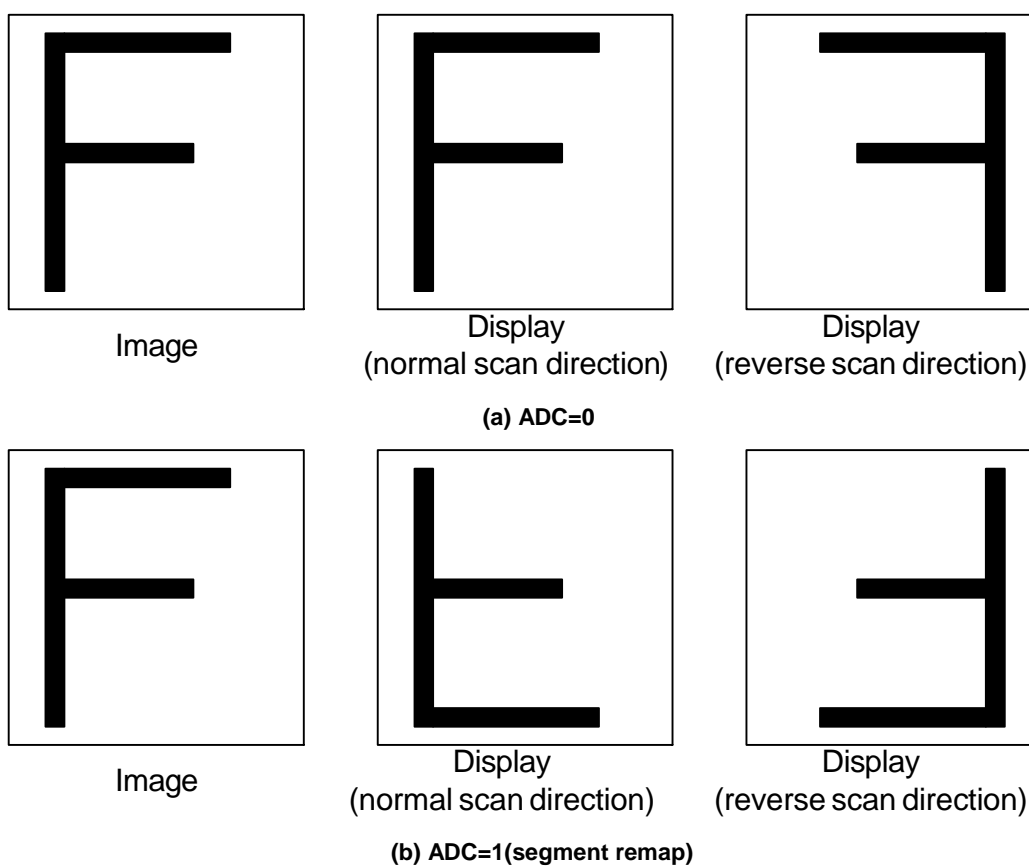 Image
Display
(normal scan direction)
Display
(reverse scan direction)
(a) ADC=0
Image
Display
(normal scan direction)
Display
(reverse scan direction)
(b) ADC=1(segment remap)